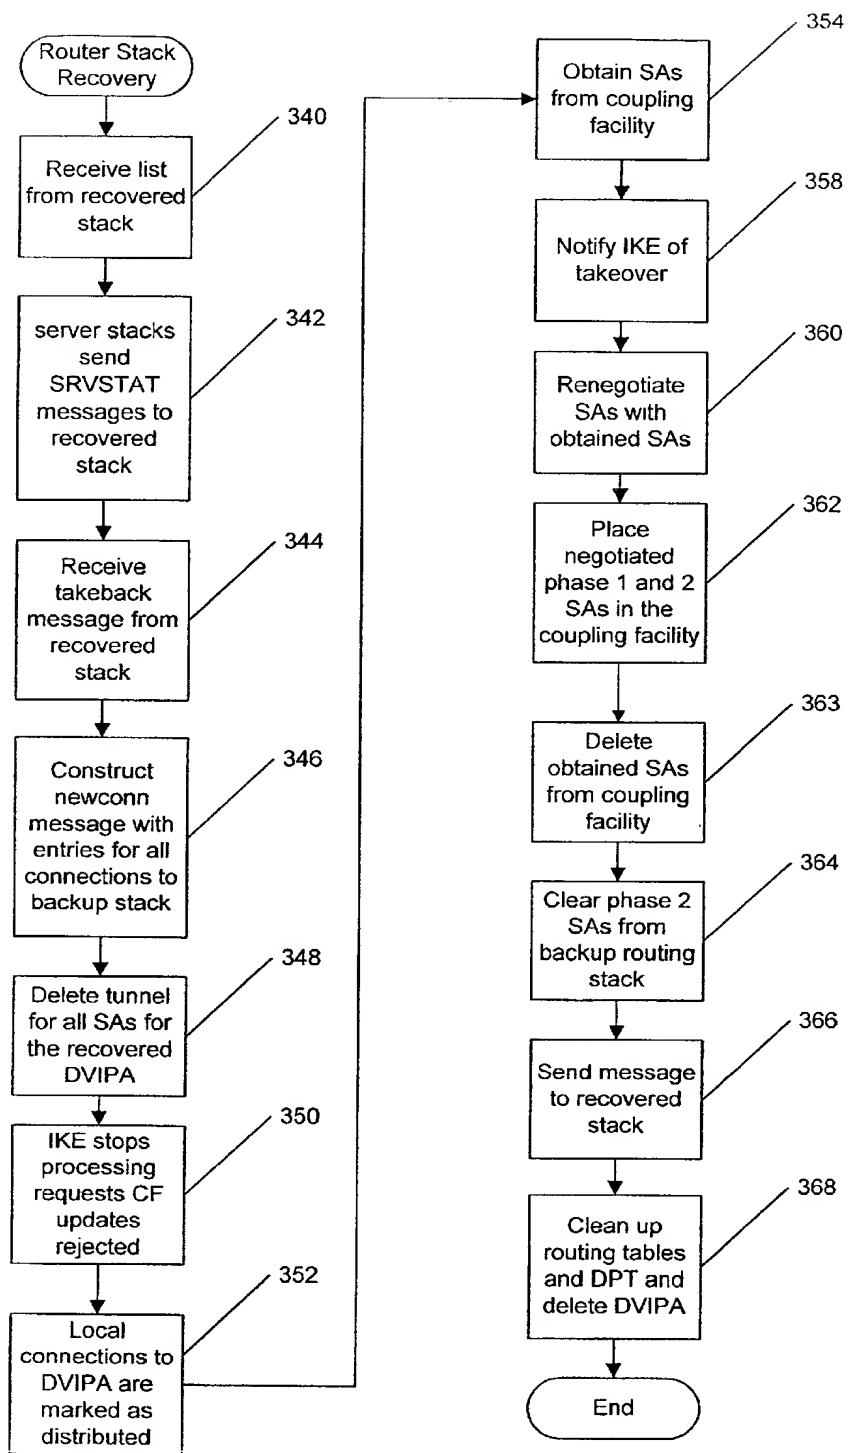 Router Stack
Recovery
340
Receive list
from recovered
stack
342
server stacks
send
SRVSTAT
messages to
recovered
stack
344
Receive
takeback
message from
recovered
stack
346
Construct
newconn
message with
entries for all
connections to
backup stack
348
Delete tunnel
for all SAs for
the recovered
DVIPA
350
IKE stops
processing
requests CF
updates
rejected
352
Local
connections to
DVIPA are
marked as
distributed
354
Obtain SAs
from coupling
facility
358
Notify IKE of
takeover
360
Renegotiate
SAs with
obtained SAs
362
Place
negotiated
phase 1 and 2
SAs in the
coupling facility
363
Delete
obtained SAs
from coupling
facility
364
Clear phase 2
SAs from
backup routing
stack
366
Send message
to recovered
stack
368
Clean up
routing tables
and DPT and
delete DVIPA
End